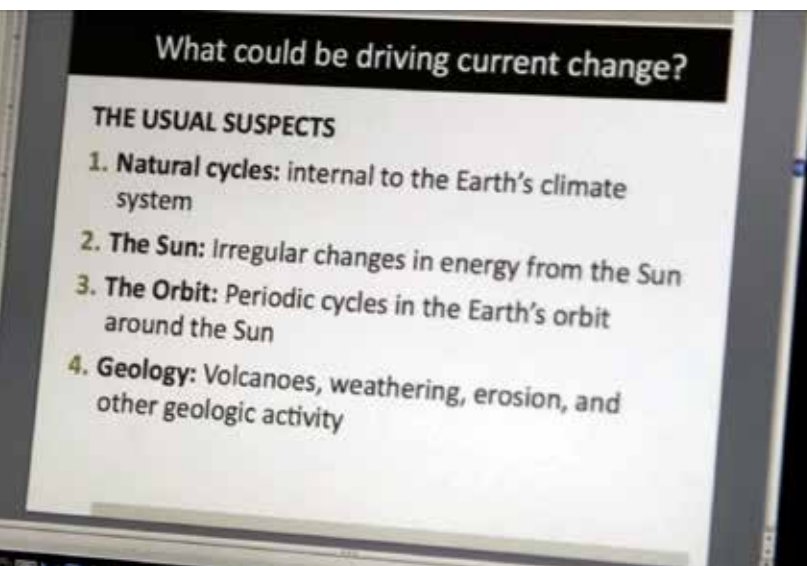 What could be driving current change?
THE USUAL SUSPECTS
1. Natural cycles: internal to the Earth's climate
system
2. The Sun: Irregular changes in energy from the Sun
3. The Orbit: Periodic cycles in the Earth's orbit
around the Sun
4. Geology: Volcanoes, weathering, erosion, and
other geologic activity